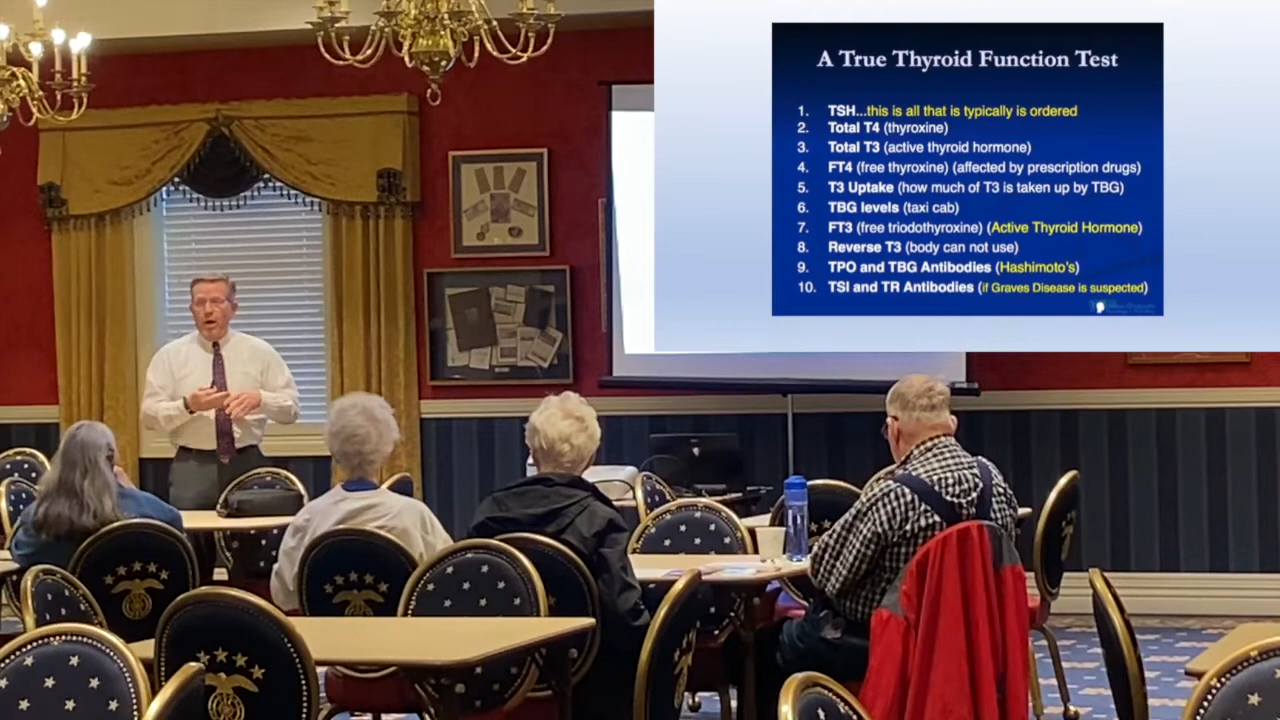 A True Thyroid Function Test
1. TSH...this is all that is typically is ordered
2. Total T4 (thyroxine)
3. Total T3 (active thyroid hormone)
4. FT4 (free thyroxine) (affected by prescription drugs)
5. T3 Uptake (how much of T3 is taken up by TBG)
6. TBG levels (taxi cab)
7. FT3 (free triodothyroxine) (Active Thyroid Hormone)
8. Reverse T3 (body can not use)
9. TPO and TBG Antibodies (Hashimoto's)
10. TSI and TR Antibodies (if Graves Disease is suspected)